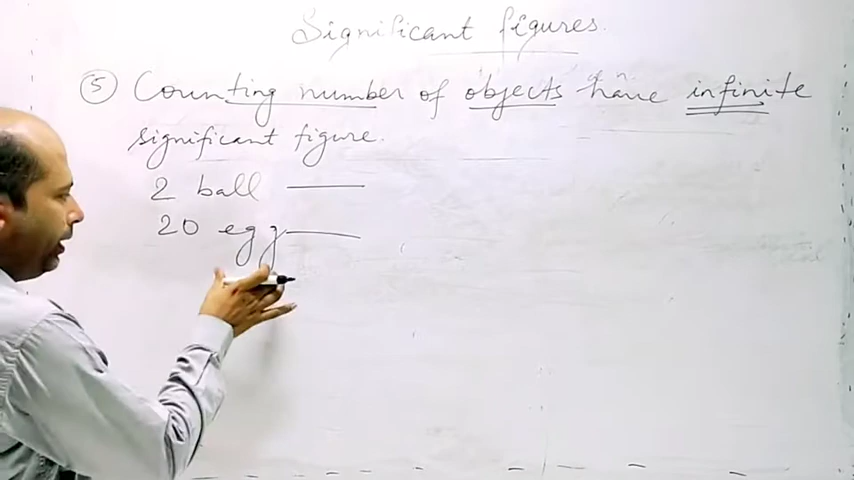 Significant figures.
⑤ Counting number of objects have infinite
significant figure.
2 ball ——
20 egg ——